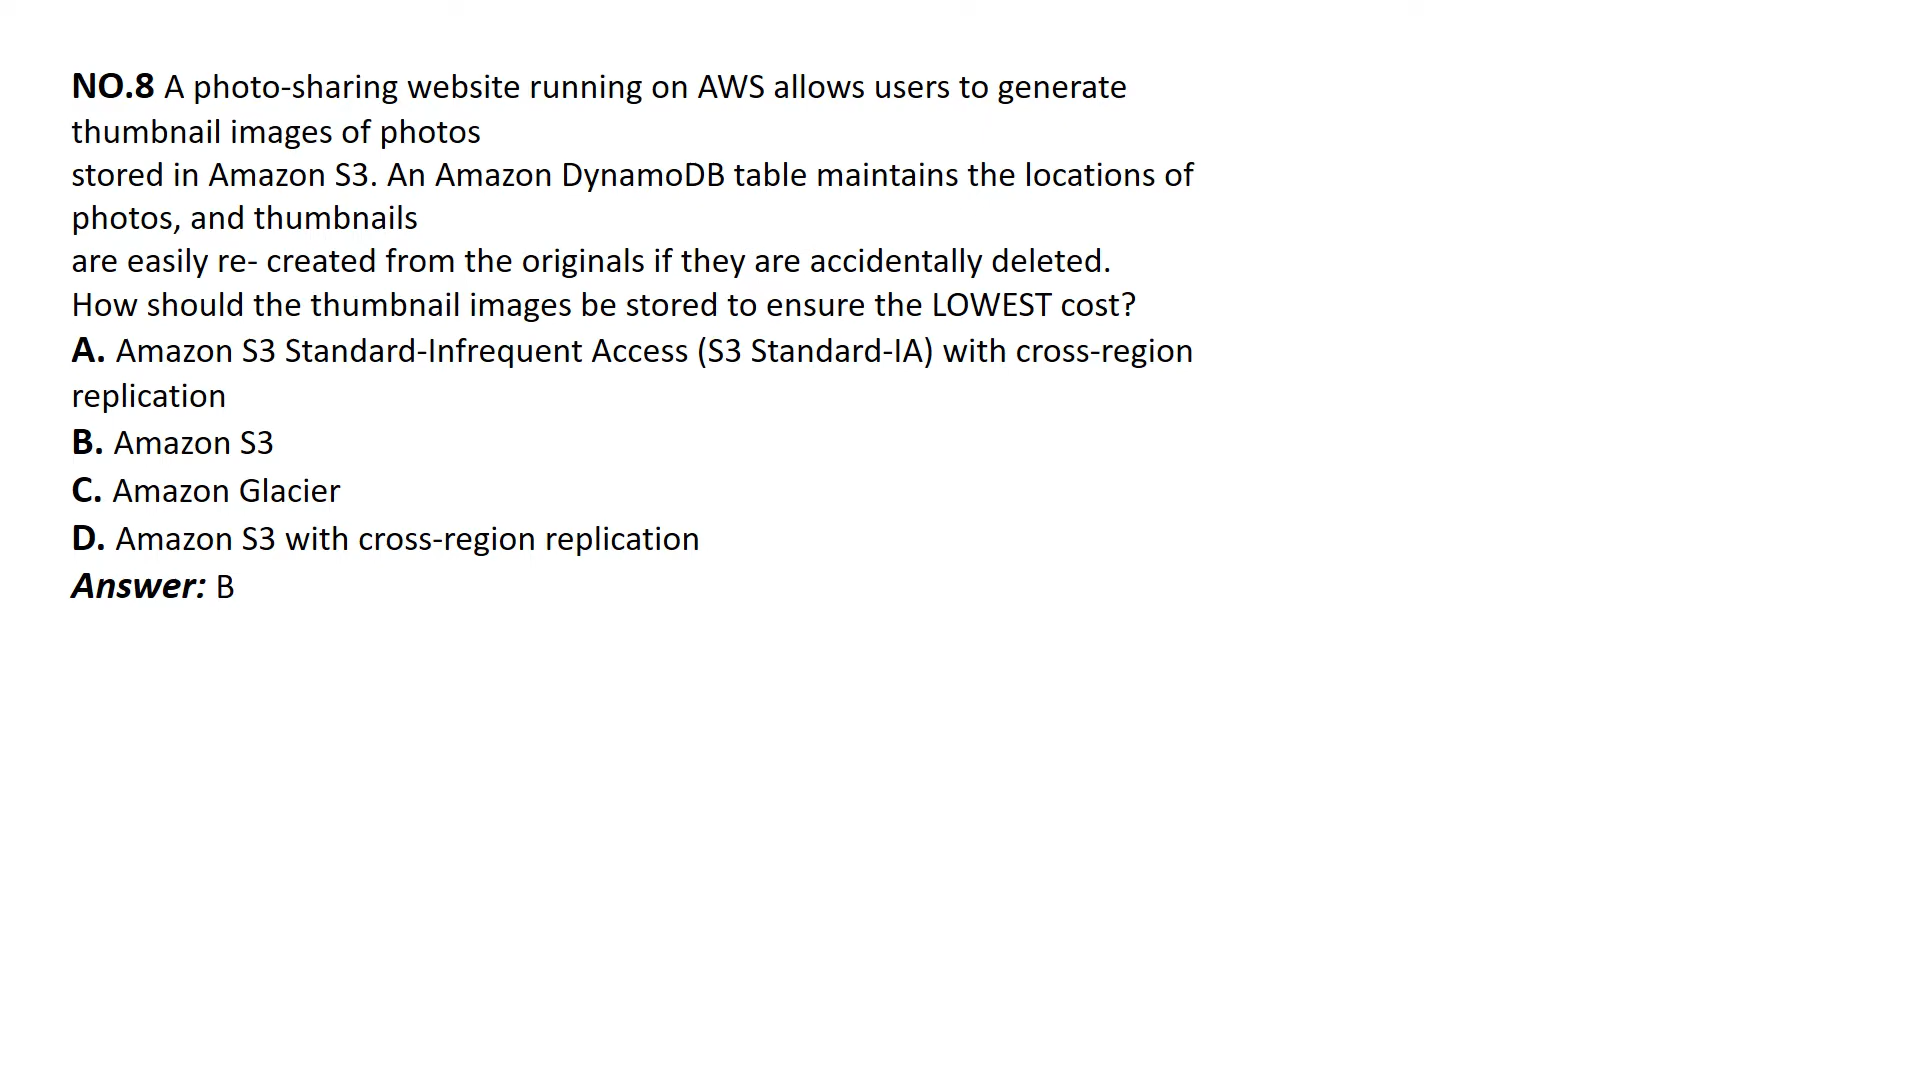 NO.8 A photo-sharing website running on AWS allows users to generate
thumbnail images of photos
stored in Amazon S3. An Amazon DynamoDB table maintains the locations of
photos, and thumbnails
are easily re- created from the originals if they are accidentally deleted.
How should the thumbnail images be stored to ensure the LOWEST cost?
A. Amazon S3 Standard-Infrequent Access (S3 Standard-IA) with cross-region
replication
B. Amazon S3
C. Amazon Glacier
D. Amazon S3 with cross-region replication
Answer: B